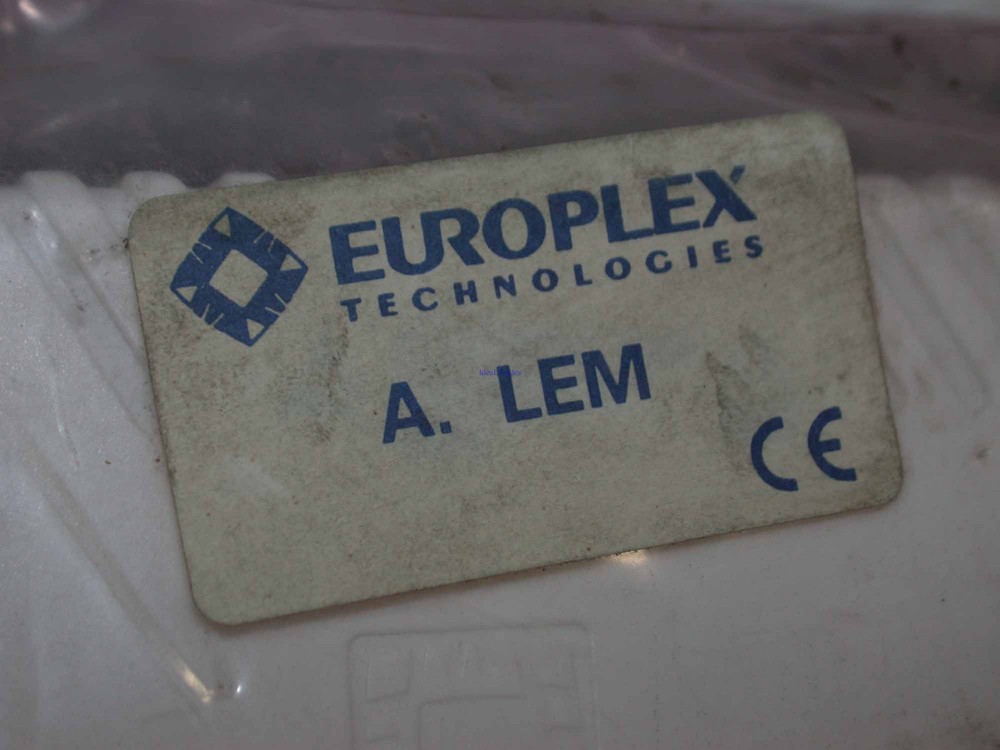 EUROPLEX
TECHNOLOGIES
A. LEM
CE